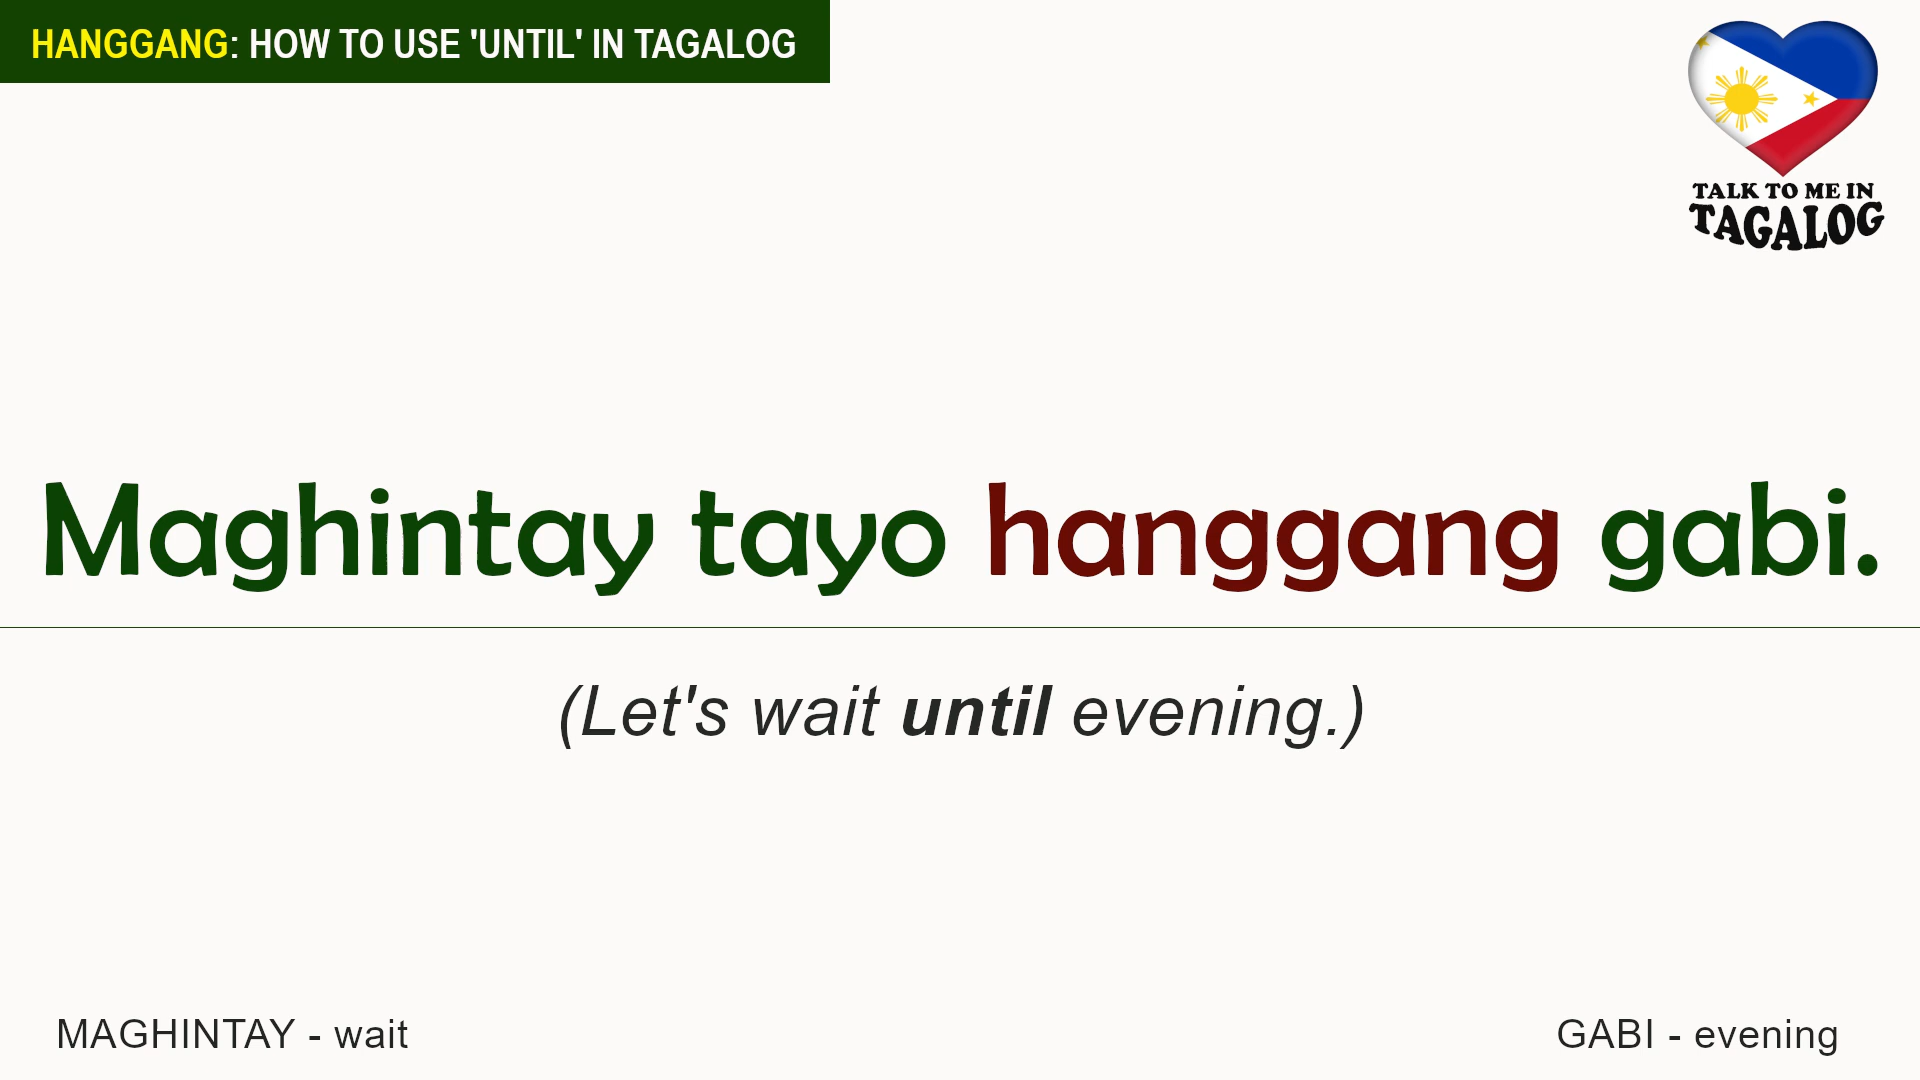 HANGGANG: HOW TO USE 'UNTIL' IN TAGALOG
TALK TO ME IN
TAGALOG
Maghintay tayo hanggang gabi.
(Let's wait until evening.)
MAGHINTAY - wait
GABI - evening